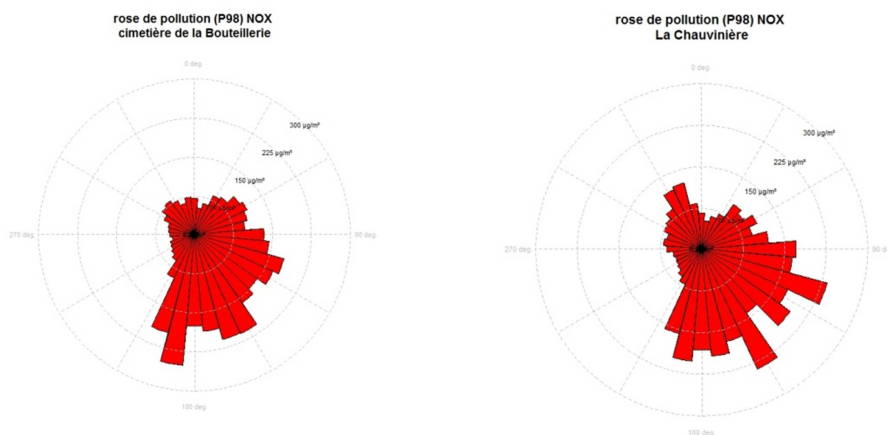 rose de pollution (P98) NOX
cimetière de la Bouteillerie
0 deg.
300 µg/m³
225 µg/m³
150 µg/m³
270 deg.
90 deg.
180 deg.
rose de pollution (P98) NOX
La Chauvinière
0 deg.
300 µg/m³
225 µg/m³
150 µg/m³
270 deg.
90 de
180 deg.